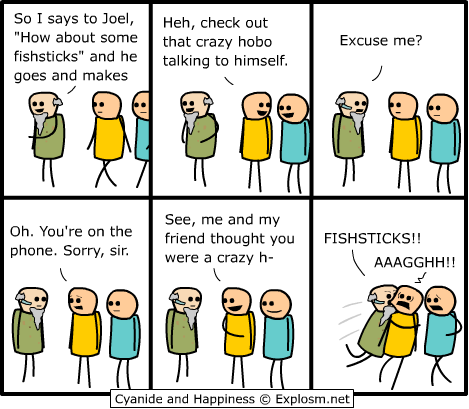 So I says to Joel,
"How about some
fishsticks" and he
goes and makes
Heh, check out
that crazy hobo
talking to himself.
Excuse me?
Oh. You're on the
phone. Sorry, sir.
See, me and my
friend thought you
were a crazy h-
FISHSTICKS!!
AAAGGHH!!
Cyanide and Happiness © Explosm.net